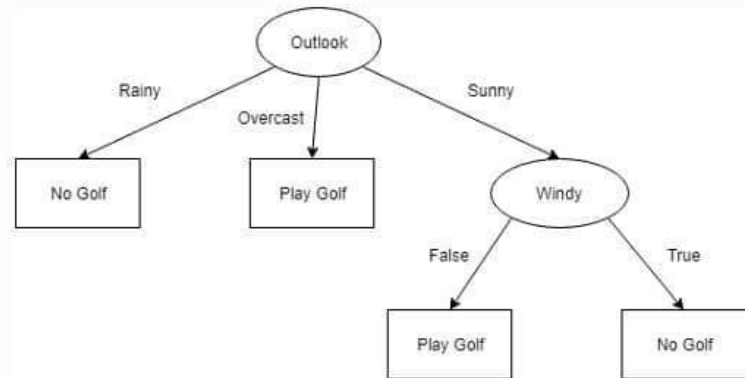 Outlook
Rainy
Overcast
Sunny
No Golf
Play Golf
Windy
False
True
Play Golf
No Golf